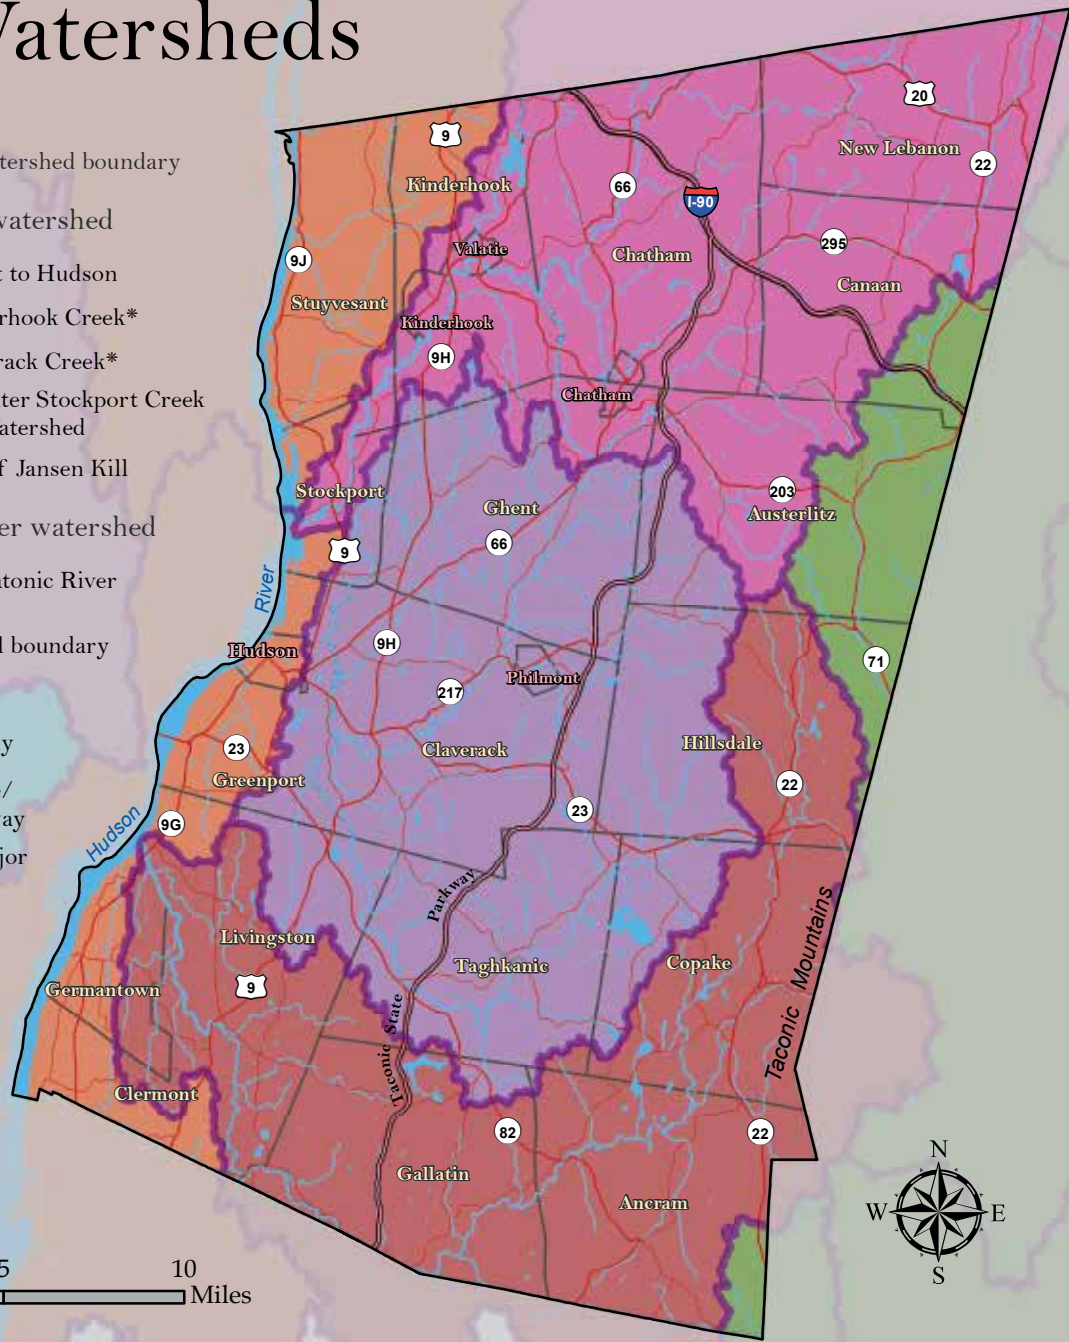 Watersheds
tershed boundary
watershed
t to Hudson
rhook Creek*
rack Creek*
ter Stockport Creek
atershed
f Jansen Kill
er watershed
tonic River
l boundary
y
/
ay
jor
5 10
Miles
20
9
New Lebanon
22
Kinderhook
66
I-90
Valatie
295
9J
Chatham
Canaan
Stuyvesant
Kinderhook
9H
Chatham
Stockport
203
Ghent
Austerlitz
66
9
River
9H
Hudson
71
Philmont
217
23
Claverack
Hillsdale
Greenport
22
23
9G
Hudson
Parkway
Taconic Mountains
Livingston
Taghkanic
Copake
9
Germantown
Taconic State
Clermont
82
22
Gallatin
Ancram
N
W E
S